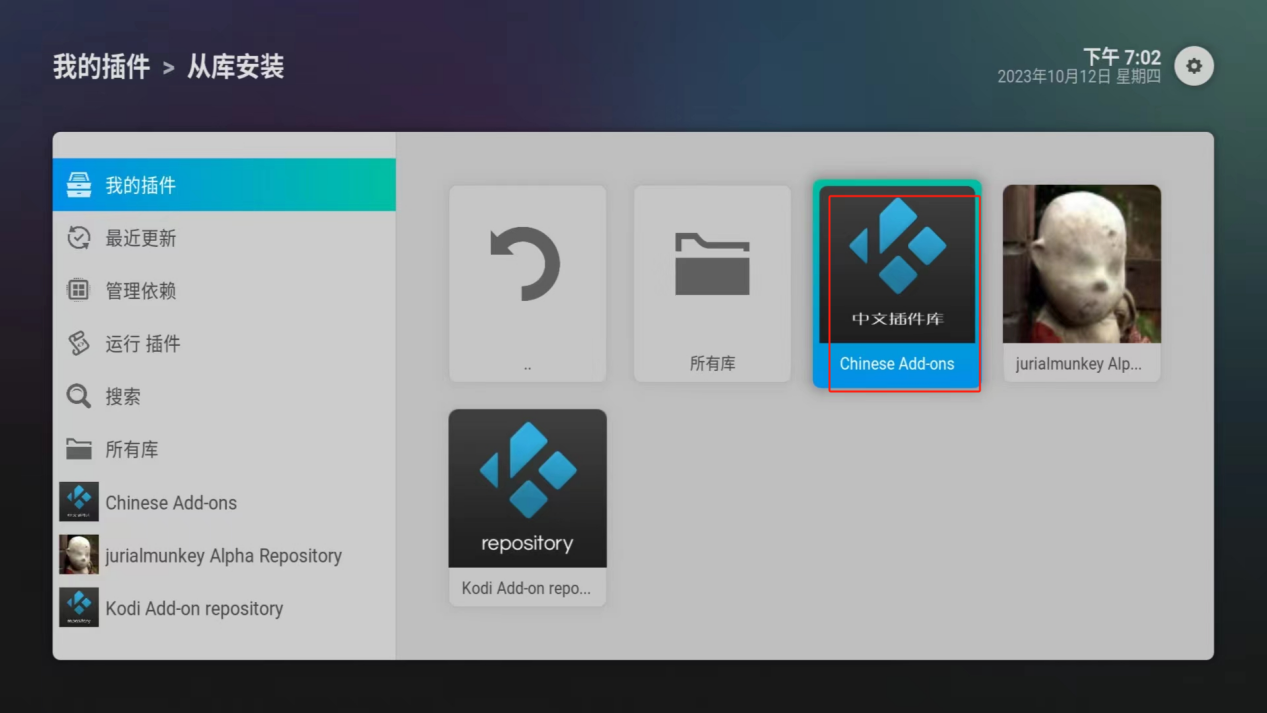 我的插件 > 从库安装
下午 7:02
2023年10月12日 星期四
我的插件
最近更新
管理依赖
运行 插件
搜索
所有库
Chinese Add-ons
jurialmunkey Alpha Repository
Kodi Add-on repository
..
所有库
中文插件库
Chinese Add-ons
jurialmunkey Alp...
repository
Kodi Add-on repo...